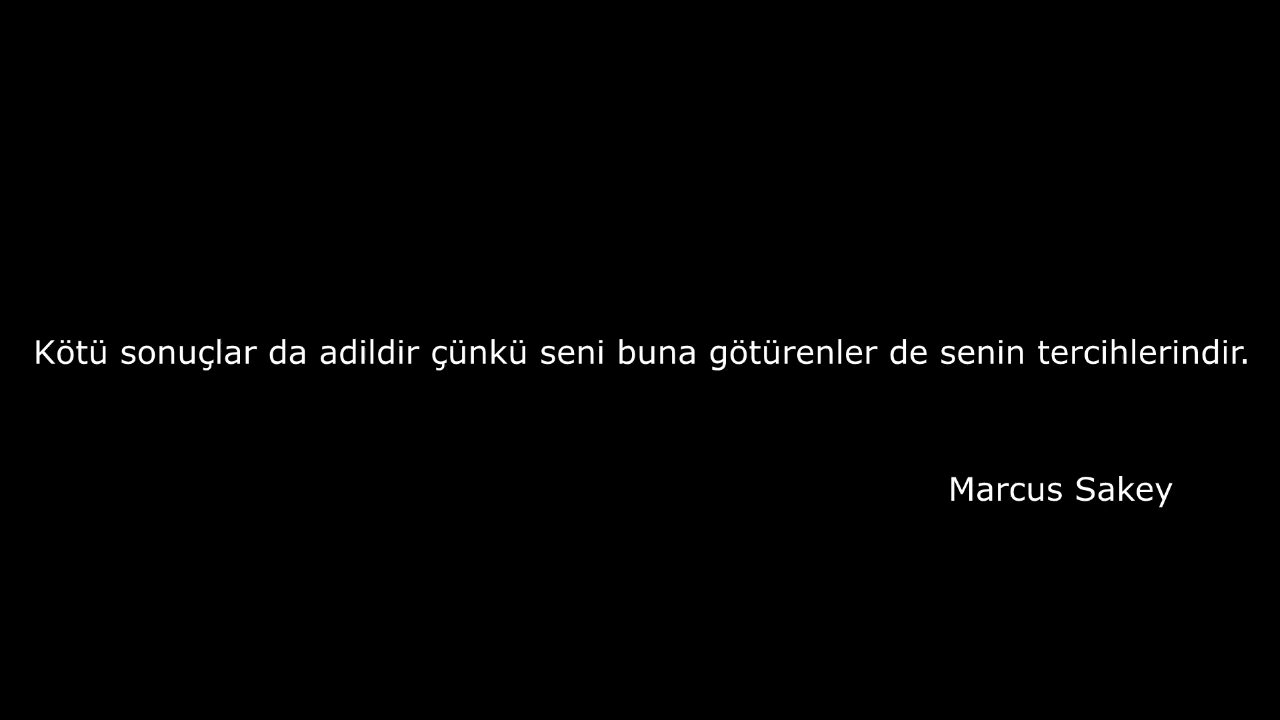 Kötü sonuçlar da adildir çünkü seni buna götürenler de senin tercihlerindir.
Marcus Sakey